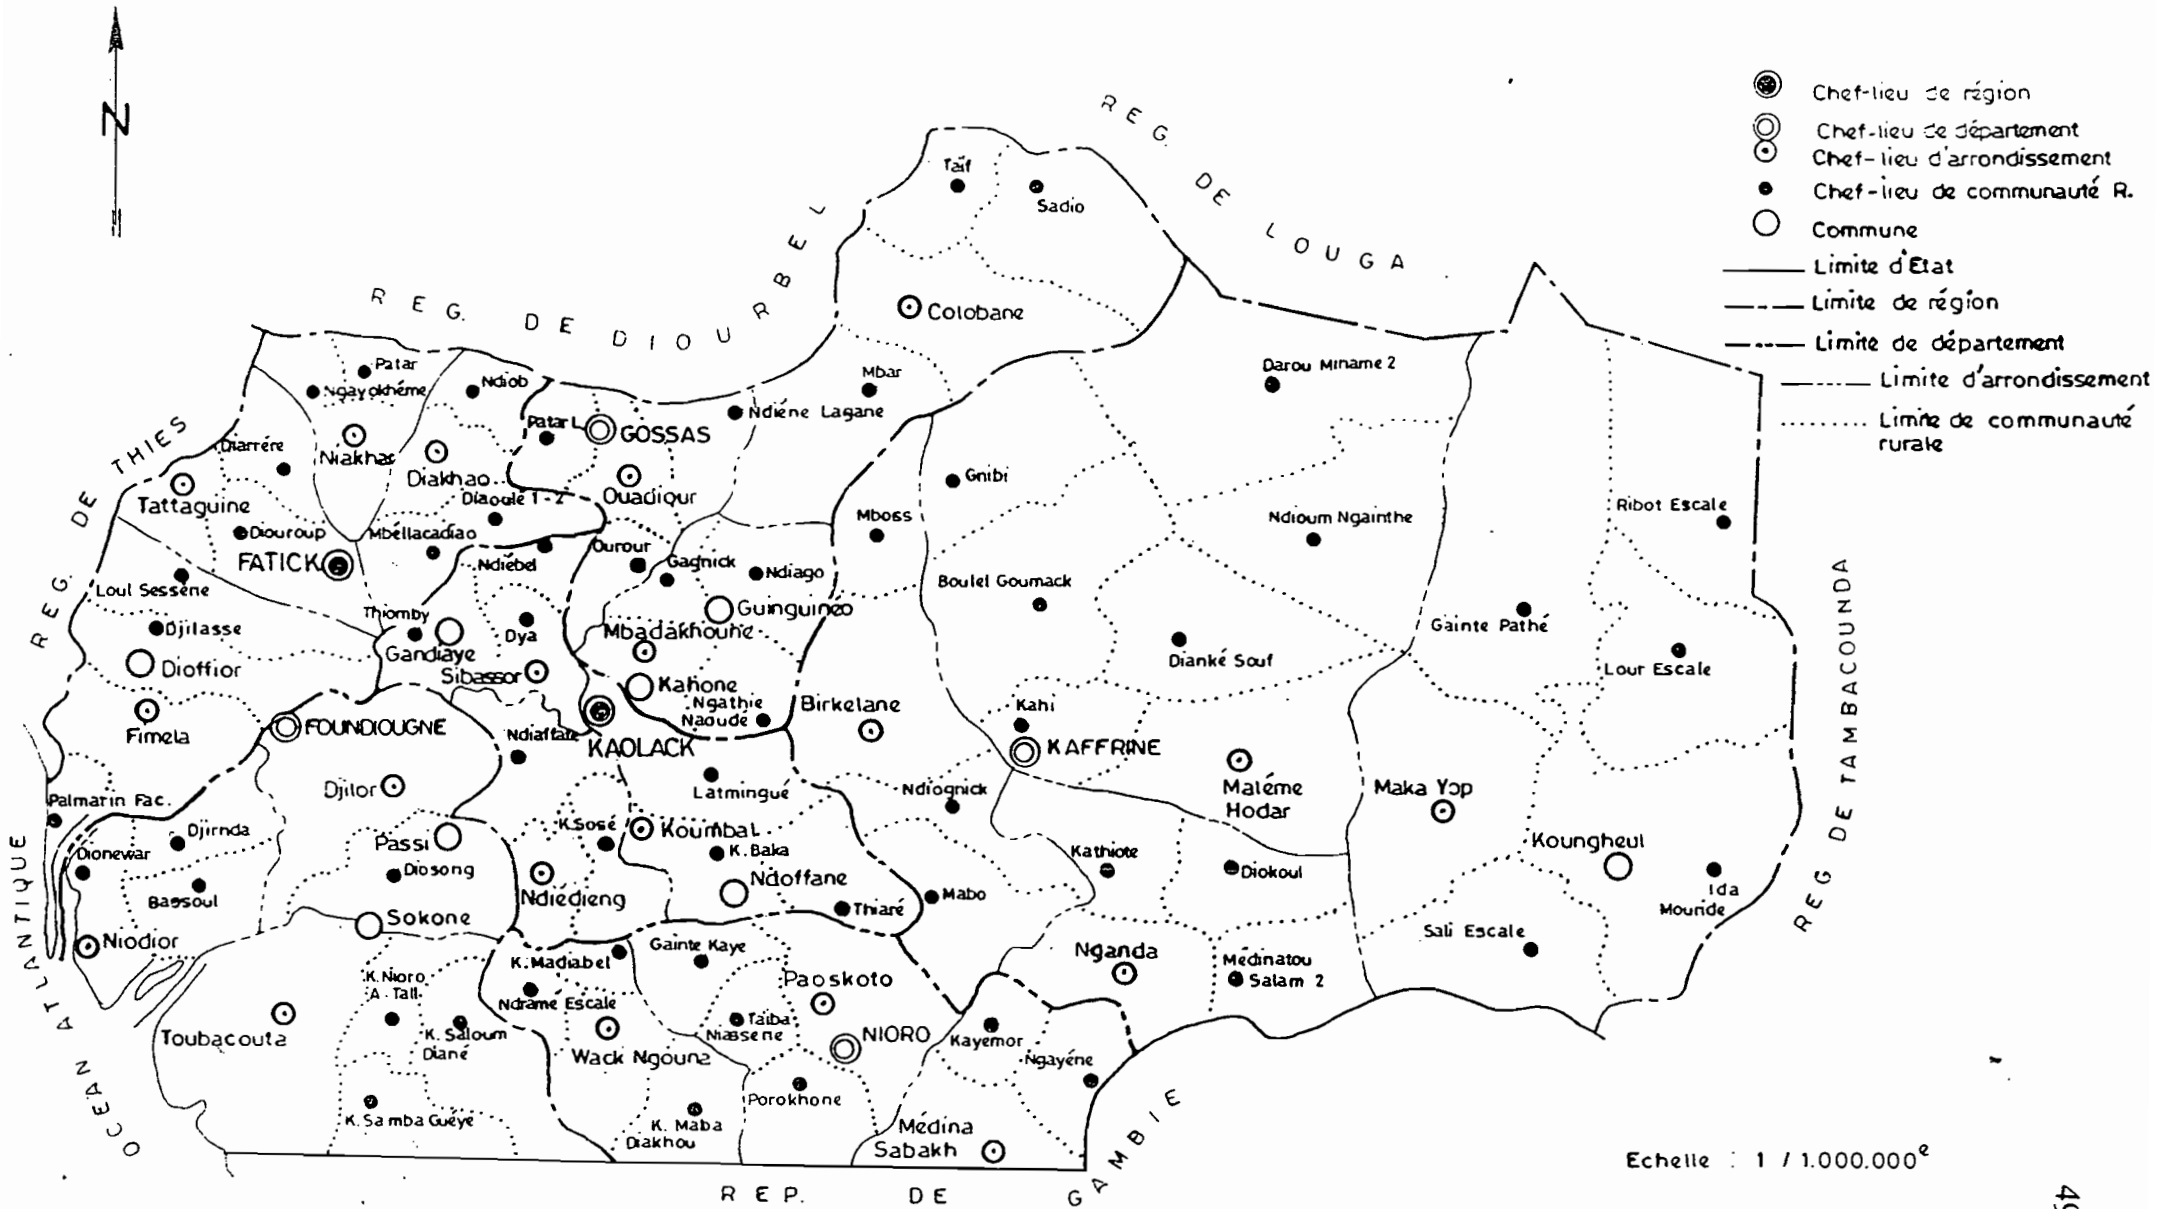 N
Chef-lieu de région
Chef-lieu de département
Chef-lieu d'arrondissement
Chef-lieu de communauté R.
Commune
Limite d'Etat
Limite de région
Limite de département
Limite d'arrondissement
Limite de communauté
rurale
REG. DE LOUGA
REG. DE DIOURBEL
REG. DE THIES
REG DE TAMBACOUNDA
OCEAN ATLANTIQUE
REP. DE GAMBIE
Taïf
Sadio
Colobane
Mbar
Ndiéne Lagane
Patar
Ngayokhéme
Ndiob
Patar L
GOSSAS
Darou Miname 2
Diarrére
Niakhar
Diakhao
Ouadiour
Gnibi
Tattaguine
Diaoulé 1-2
Mboss
Ndioum Ngainthe
Ribot Escale
Diouroup
Mbéllacadiao
FATICK
Ndiébel
Ourour
Gagnick
Ndiago
Boulel Goumack
Loul Sessène
Thiomby
Dya
Guinguineo
Gainte Pathé
Djilasse
Mbadakhoune
Dianké Souf
Lour Escale
Dioffior
Gandiaye
Sibassor
Kahone
Ngathie
Naoudé
Birkelane
Kahi
Fimela
FOUNDIOUGNE
Ndiaffate
KAOLACK
KAFFRINE
Djilor
Latmingué
Ndiognick
Maléme
Hodar
Maka Yop
Palmarin Fac.
Djirnda
Passi
K.Sosé
Koumbal
K. Baka
Koungheul
Dionewar
Diosong
Kathiote
Diokoul
Bassoul
Ndiédieng
Ndoffane
Thiaré
Mabo
Ida
Mouride
Sokone
Niodior
Gainte Kaye
Nganda
Sali Escale
K.Madiabel
K.Nioro
A. Tall
Paoskoto
Médinatou
Salam 2
Ndrame Escale
Toubacouta
K. Saloum
Diané
Wack Ngouna
Taïba
Niassene
NIORO
Kayemor
Ngayéne
Porokhone
K. Samba Guéye
K. Maba
Diakhou
Médina
Sabakh
Echelle : 1 / 1.000.000e